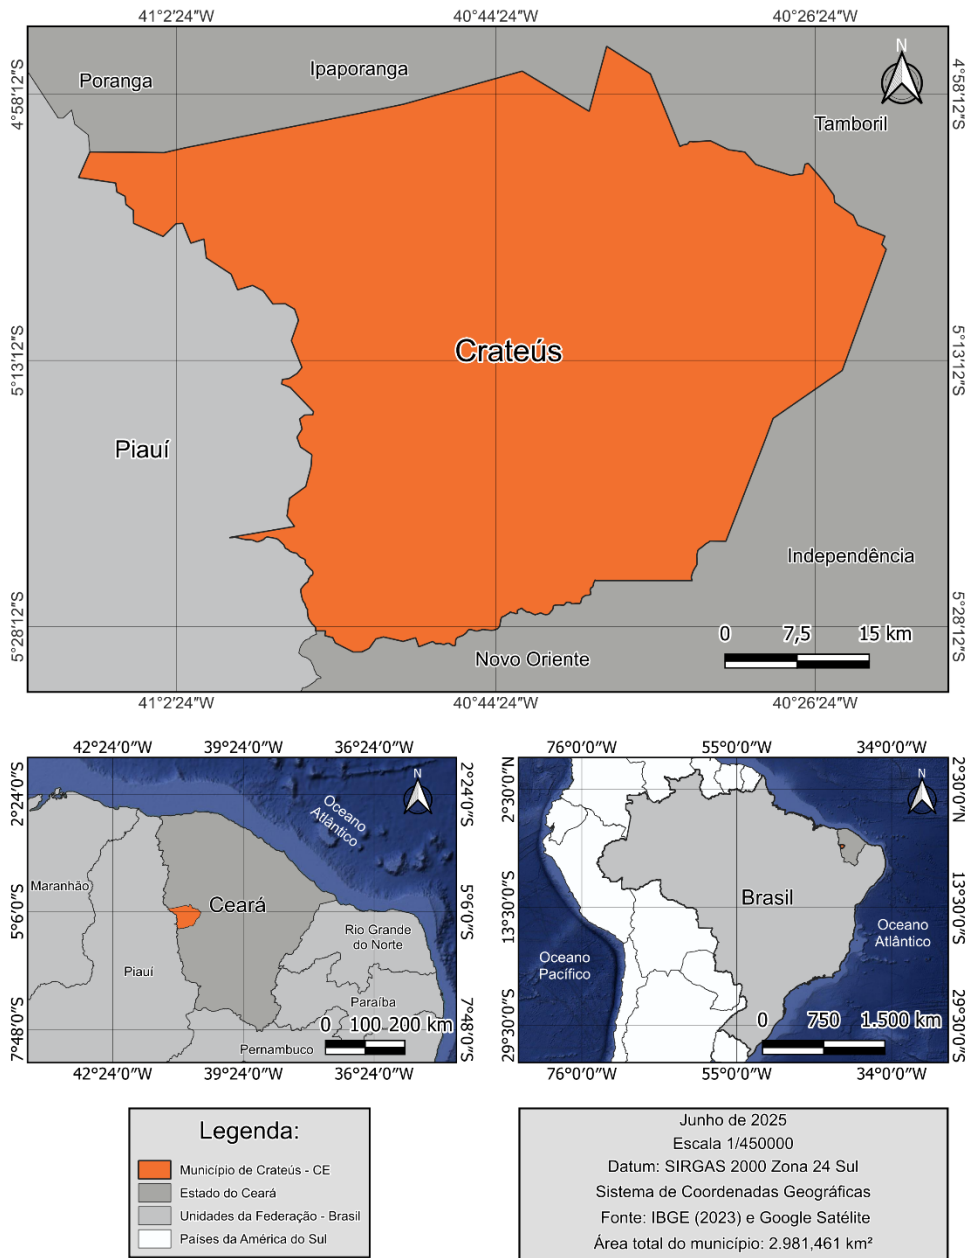 41°2'24"W
40°44'24"W
40°26'24"W
4°58'12"S
4°58'12"S
Poranga
Ipaporanga
N
Tamboril
Crateús
5°13'12"S
5°13'12"S
Piauí
Independência
5°28'12"S
5°28'12"S
0 7,5 15 km
Novo Oriente
41°2'24"W
40°44'24"W
40°26'24"W
42°24'0"W
39°24'0"W
36°24'0"W
2°24'0"S
2°24'0"S
N
Oceano
Atlântico
Maranhão
Ceará
5°6'0"S
5°6'0"S
Rio Grande
do Norte
Piauí
Paraíba
0 100 200 km
7°48'0"S
7°48'0"S
Pernambuco
42°24'0"W
39°24'0"W
36°24'0"W
76°0'0"W
55°0'0"W
34°0'0"W
2°30'0"N
2°30'0"N
N
Brasil
13°30'0"S
13°30'0"S
Oceano
Atlântico
Oceano
Pacífico
0 750 1.500 km
29°30'0"S
29°30'0"S
76°0'0"W
55°0'0"W
34°0'0"W
Legenda:
Município de Crateús - CE
Estado do Ceará
Unidades da Federação - Brasil
Países da América do Sul
Junho de 2025
Escala 1/450000
Datum: SIRGAS 2000 Zona 24 Sul
Sistema de Coordenadas Geográficas
Fonte: IBGE (2023) e Google Satélite
Área total do município: 2.981,461 km²